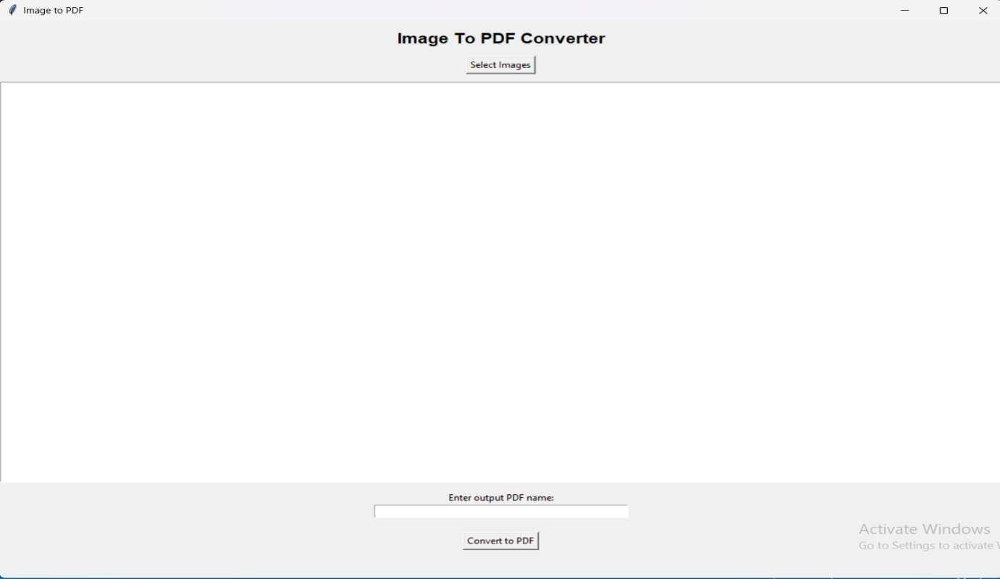 Image to PDF
Image To PDF Converter
Select Images
Enter output PDF name:
Convert to PDF
Activate Windows
Go to Settings to activate